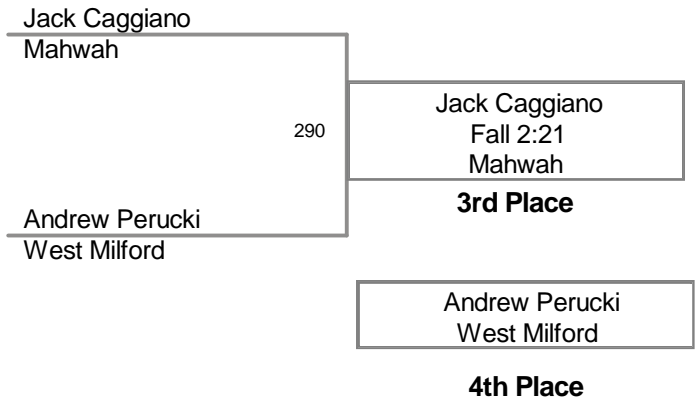 Jack Caggiano
Mahwah
290
Jack Caggiano
Fall 2:21
Mahwah
3rd Place
Andrew Perucki
West Milford
Andrew Perucki
West Milford
4th Place